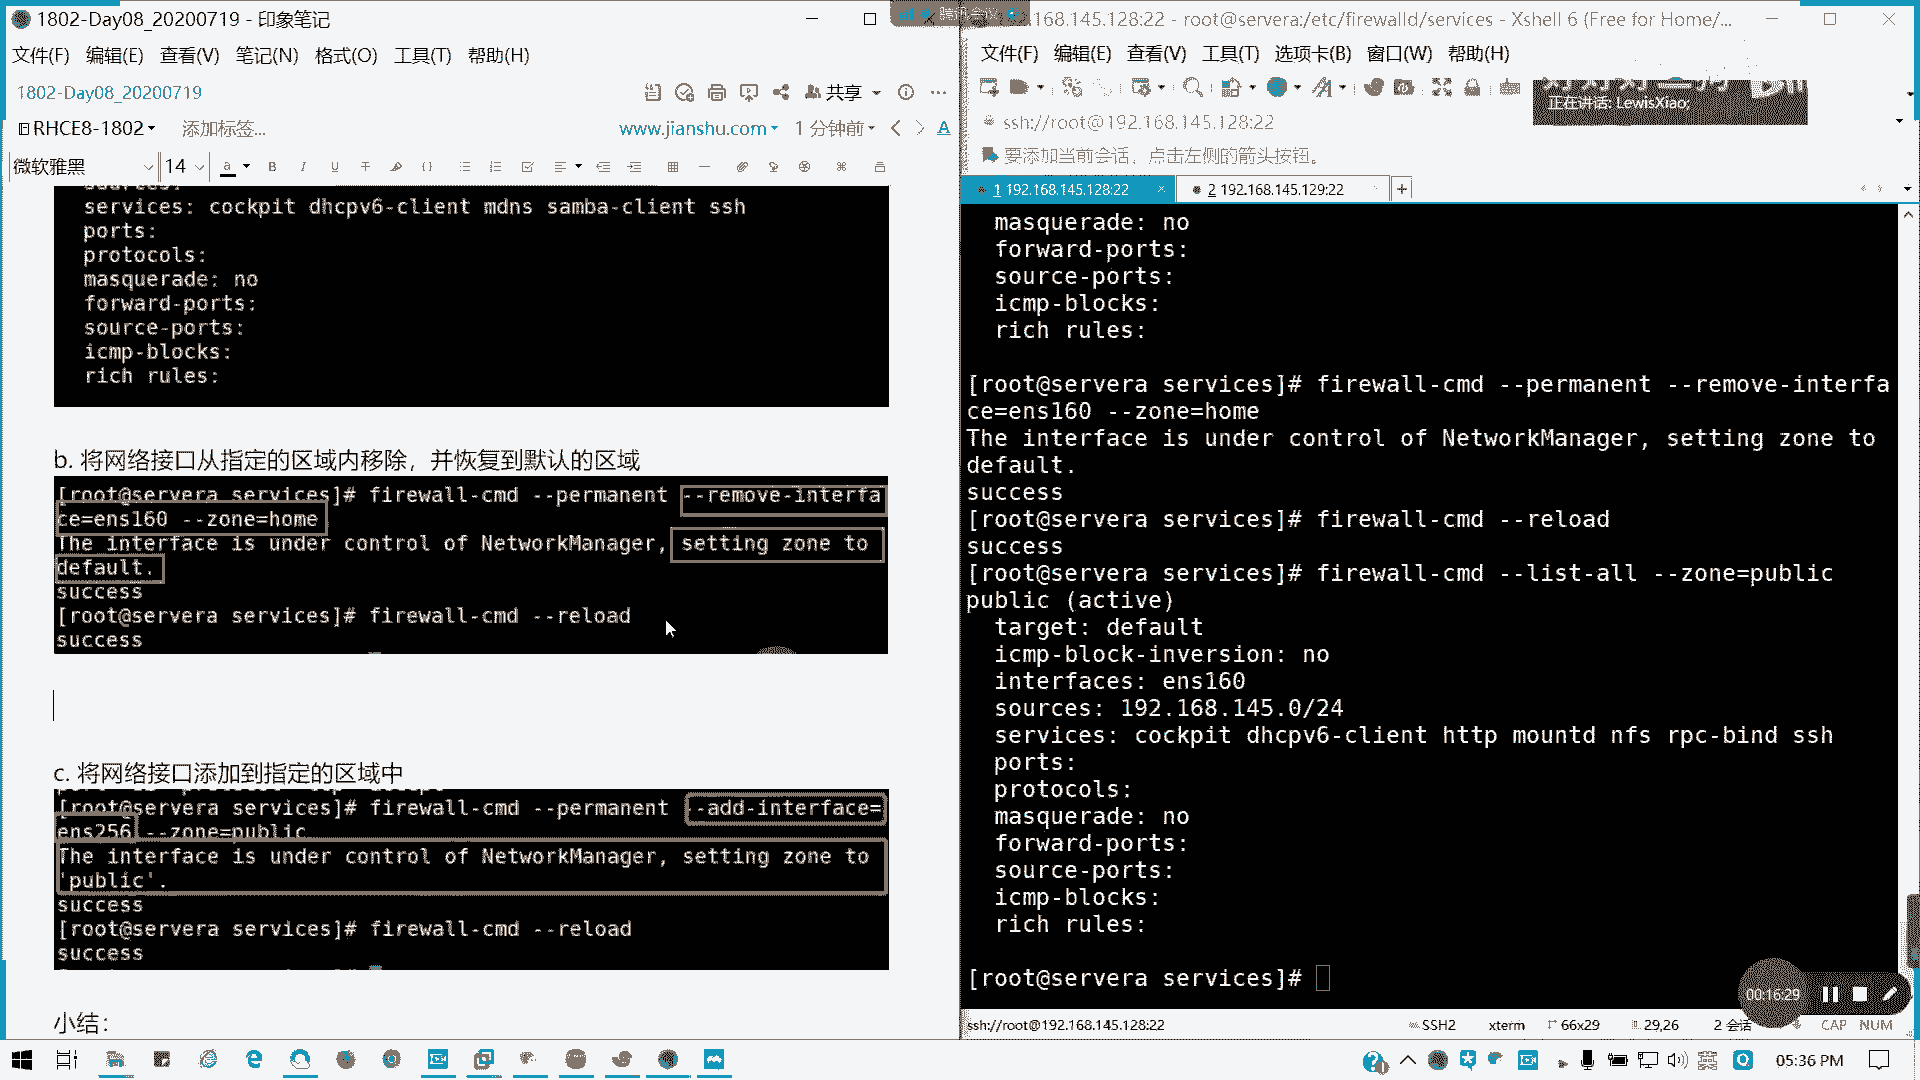 1802-Day08_20200719 - 印象笔记
文件(F) 编辑(E) 查看(V) 笔记(N) 格式(O) 工具(T) 帮助(H)
1802-Day08_20200719
共享
RHCE8-1802 添加标签...
www.jianshu.com 1 分钟前
微软雅黑 14
services: cockpit dhcpv6-client mdns samba-client ssh
ports:
protocols:
masquerade: no
forward-ports:
source-ports:
icmp-blocks:
rich rules:
b. 将网络接口从指定的区域内移除，并恢复到默认的区域
[root@servera services]# firewall-cmd --permanent --remove-interfa
ce=ens160 --zone=home
The interface is under control of NetworkManager, setting zone to
default.
success
[root@servera services]# firewall-cmd --reload
success
c. 将网络接口添加到指定的区域中
[root@servera services]# firewall-cmd --permanent --add-interface=
ens256 --zone=public
The interface is under control of NetworkManager, setting zone to
'public'.
success
[root@servera services]# firewall-cmd --reload
success
小结：
腾讯会议
168.145.128:22 - root@servera:/etc/firewalld/services - Xshell 6 (Free for Home/...
文件(F) 编辑(E) 查看(V) 工具(T) 选项卡(B) 窗口(W) 帮助(H)
正在讲话: LewisXiao;
ssh://root@192.168.145.128:22
要添加当前会话，点击左侧的箭头按钮。
1 192.168.145.128:22
2 192.168.145.129:22
masquerade: no
forward-ports:
source-ports:
icmp-blocks:
rich rules:
[root@servera services]# firewall-cmd --permanent --remove-interfa
ce=ens160 --zone=home
The interface is under control of NetworkManager, setting zone to
default.
success
[root@servera services]# firewall-cmd --reload
success
[root@servera services]# firewall-cmd --list-all --zone=public
public (active)
target: default
icmp-block-inversion: no
interfaces: ens160
sources: 192.168.145.0/24
services: cockpit dhcpv6-client http mountd nfs rpc-bind ssh
ports:
protocols:
masquerade: no
forward-ports:
source-ports:
icmp-blocks:
rich rules:
[root@servera services]#
00:16:29
ssh://root@192.168.145.128:22 SSH2 xterm 66x29 29,26 2 会话 CAP NUM
05:36 PM